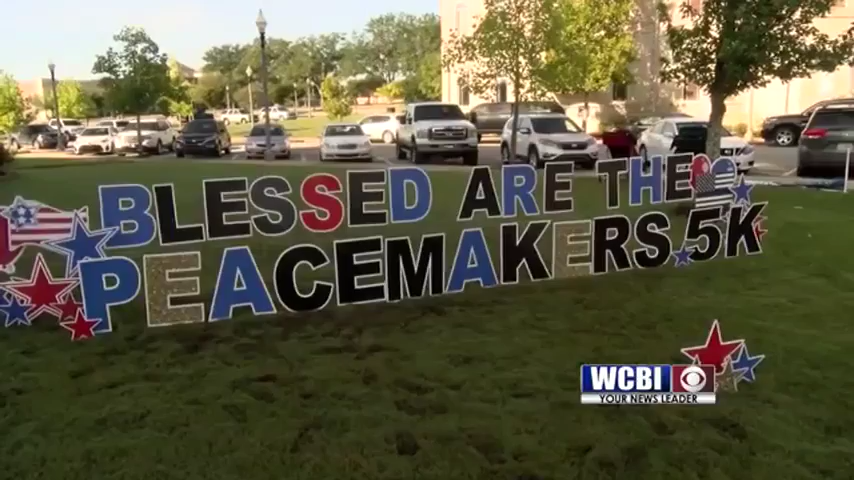 BLESSED ARE THE
PEACEMAKERS 5K
WCBI
YOUR NEWS LEADER